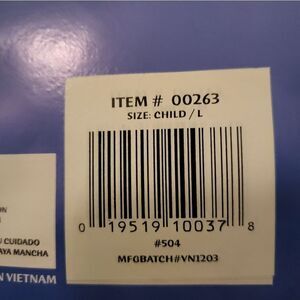 ITEM # 00263
SIZE: CHILD / L
0 19519 10037 8
#504
MFGBATCH#VN1203
ON
CUIDADO
AYA MANCHA
N VIETNAM